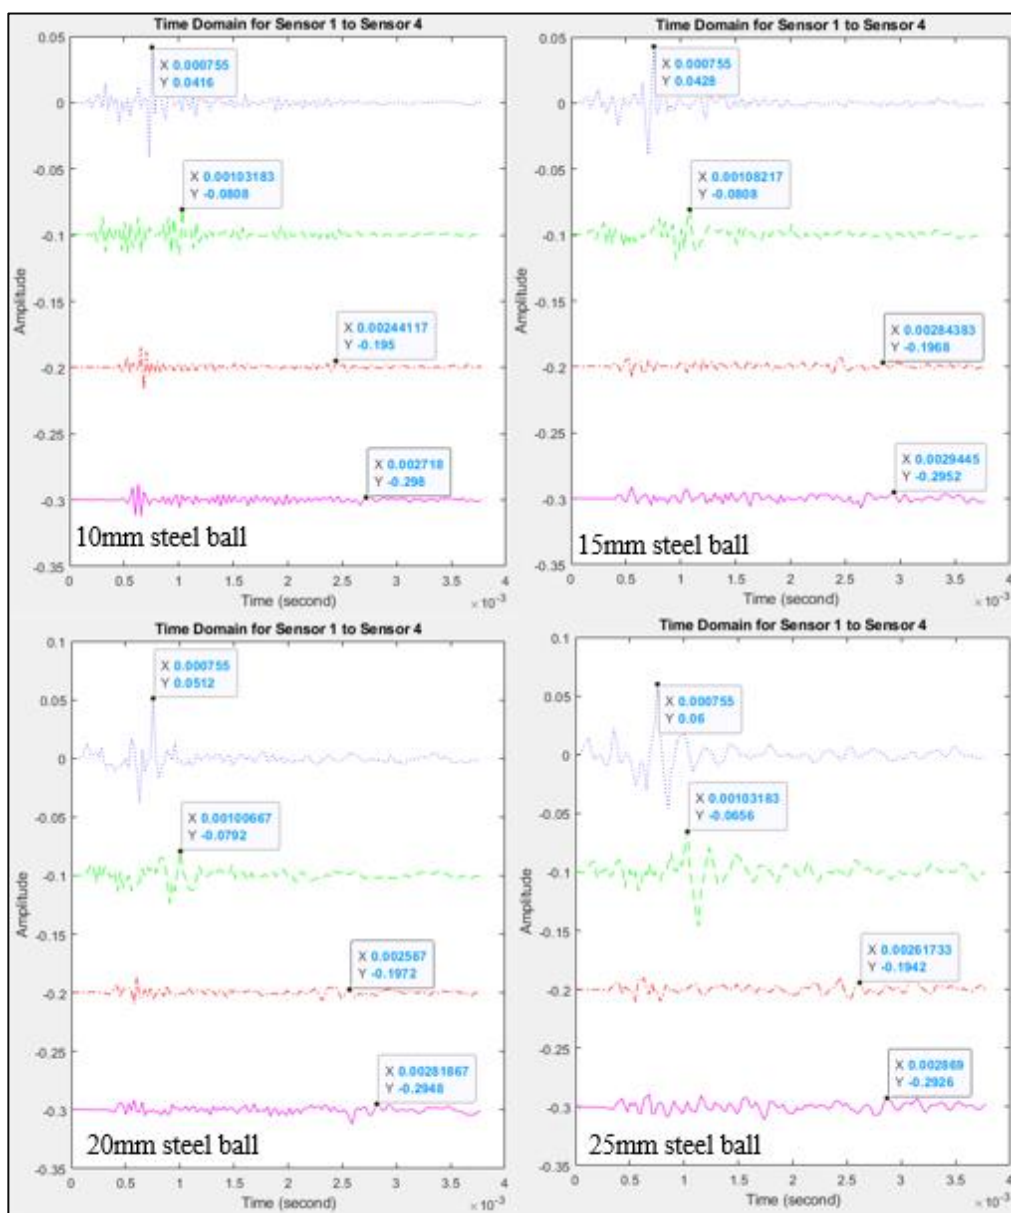 Time Domain for Sensor 1 to Sensor 4
0.05
0
-0.05
-0.1
-0.15
-0.2
-0.25
-0.3
-0.35
Amplitude
X 0.000755
Y 0.0416
X 0.00103183
Y -0.0808
X 0.00244117
Y -0.195
X 0.002718
Y -0.298
10mm steel ball
0 0.5 1 1.5 2 2.5 3 3.5 4
Time (second)
×10-3
Time Domain for Sensor 1 to Sensor 4
0.05
0
-0.05
-0.1
-0.15
-0.2
-0.25
-0.3
-0.35
Amplitude
X 0.000755
Y 0.0428
X 0.00108217
Y -0.0808
X 0.00284383
Y -0.1968
X 0.0029445
Y -0.2952
15mm steel ball
0 0.5 1 1.5 2 2.5 3 3.5 4
Time (second)
×10-3
Time Domain for Sensor 1 to Sensor 4
0.1
0.05
0
-0.05
-0.1
-0.15
-0.2
-0.25
-0.3
-0.35
Amplitude
X 0.000755
Y 0.0512
X 0.00100667
Y -0.0792
X 0.002567
Y -0.1972
X 0.00281867
Y -0.2948
20mm steel ball
0 0.5 1 1.5 2 2.5 3 3.5 4
Time (second)
×10-3
Time Domain for Sensor 1 to Sensor 4
0.1
0.05
0
-0.05
-0.1
-0.15
-0.2
-0.25
-0.3
-0.35
Amplitude
X 0.000755
Y 0.06
X 0.00103183
Y -0.0656
X 0.00261733
Y -0.1942
X 0.002869
Y -0.2926
25mm steel ball
0 0.5 1 1.5 2 2.5 3 3.5 4
Time (second)
×10-3